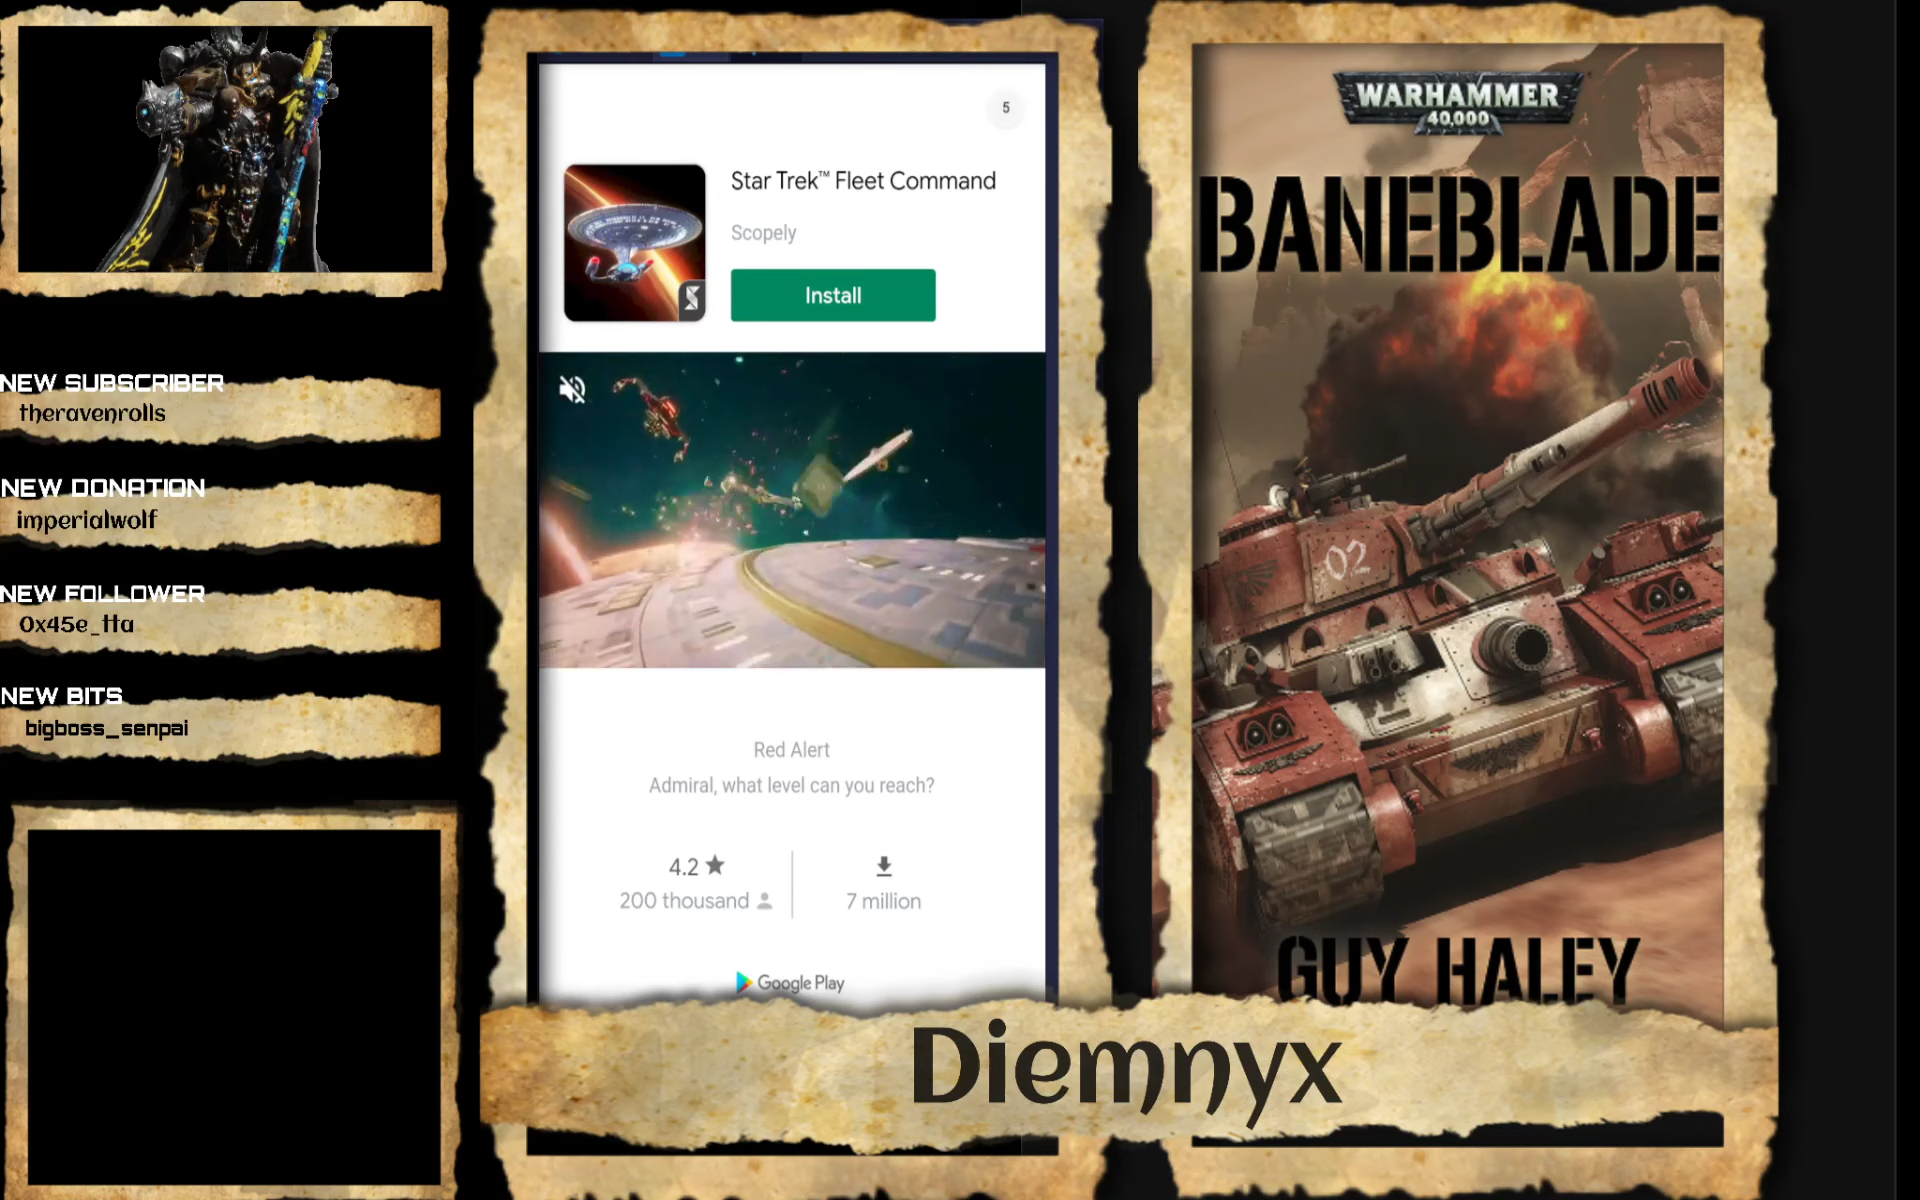 NEW SUBSCRIBER
theravenrolls
NEW DONATION
imperialwolf
NEW FOLLOWER
0x45e_tta
NEW BITS
bigboss_senpai
5
Star Trek™ Fleet Command
Scopely
Install
Red Alert
Admiral, what level can you reach?
4.2 ★
200 thousand
7 million
Google Play
WARHAMMER
40,000
BANEBLADE
02
GUY HALEY
Diemnyx